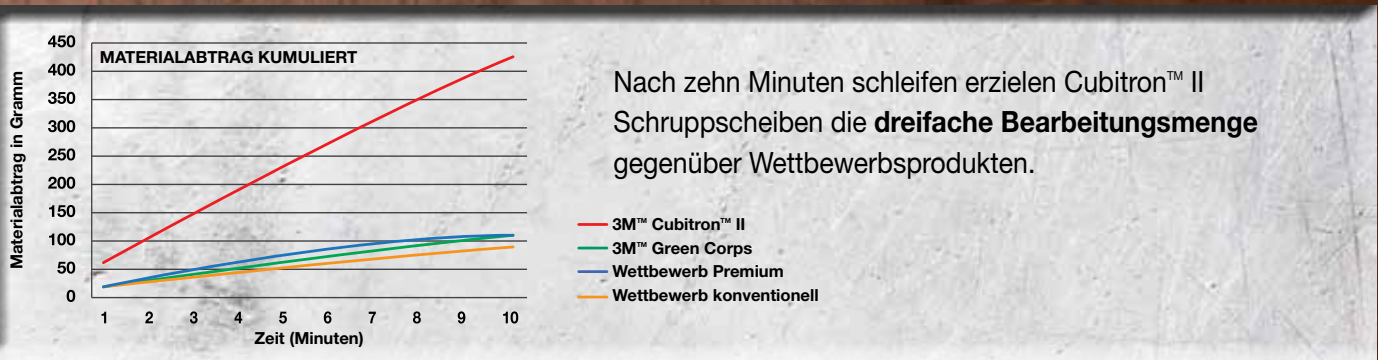 450
400
350
300
250
200
150
100
50
0
MATERIALABTRAG KUMULIERT
Materialabtrag in Gramm
1 2 3 4 5 6 7 8 9 10
Zeit (Minuten)
Nach zehn Minuten schleifen erzielen Cubitron™ II
Schruppscheiben die dreifache Bearbeitungsmenge
gegenüber Wettbewerbsprodukten.
3M™ Cubitron™ II
3M™ Green Corps
Wettbewerb Premium
Wettbewerb konventionell